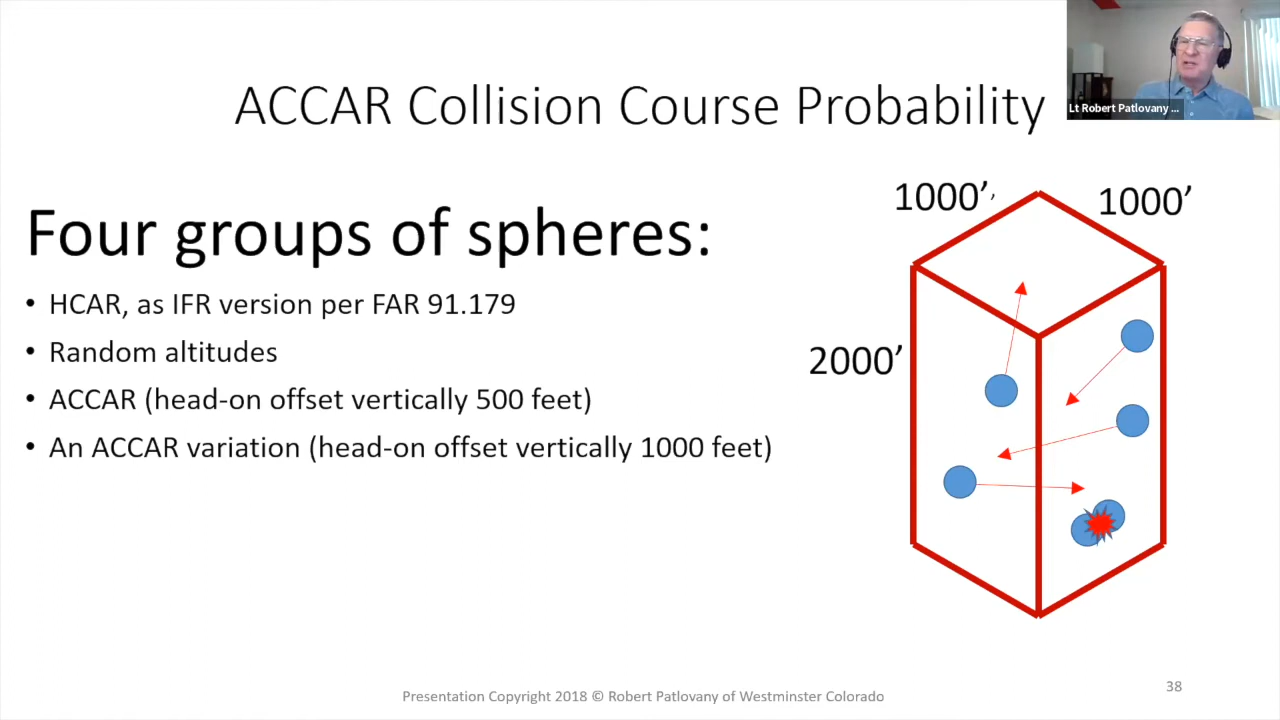 Lt Robert Patlovany ...
ACCAR Collision Course Probability
Four groups of spheres:
• HCAR, as IFR version per FAR 91.179
• Random altitudes
• ACCAR (head-on offset vertically 500 feet)
• An ACCAR variation (head-on offset vertically 1000 feet)
1000’,
1000’
2000’
Presentation Copyright 2018 © Robert Patlovany of Westminster Colorado
38